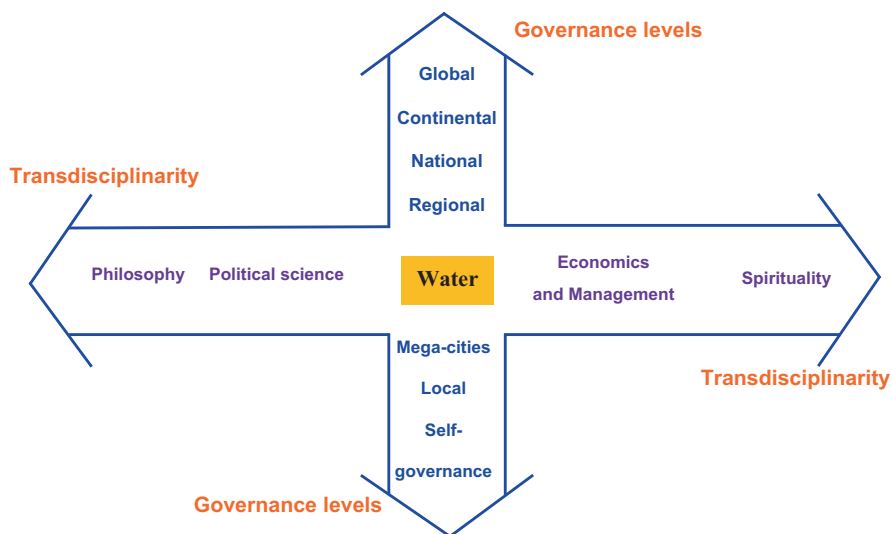 Governance levels
Global
Continental
National
Transdisciplinarity
Regional
Philosophy Political science
Water
Economics
and Management
Spirituality
Mega-cities
Local
Transdisciplinarity
Self-
governance
Governance levels